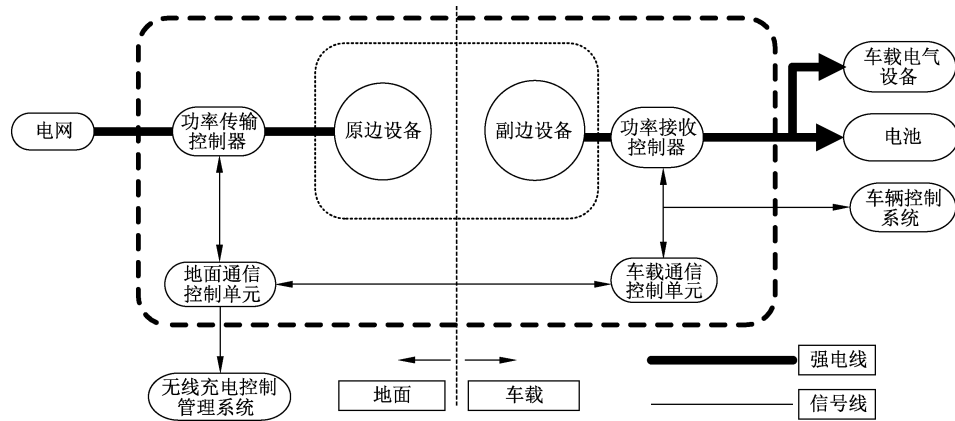 车载电气
设备
电网
功率传输
控制器
原边设备
副边设备
功率接收
控制器
电池
车辆控制
系统
地面通信
控制单元
车载通信
控制单元
无线充电控制
管理系统
地面
车载
强电线
信号线